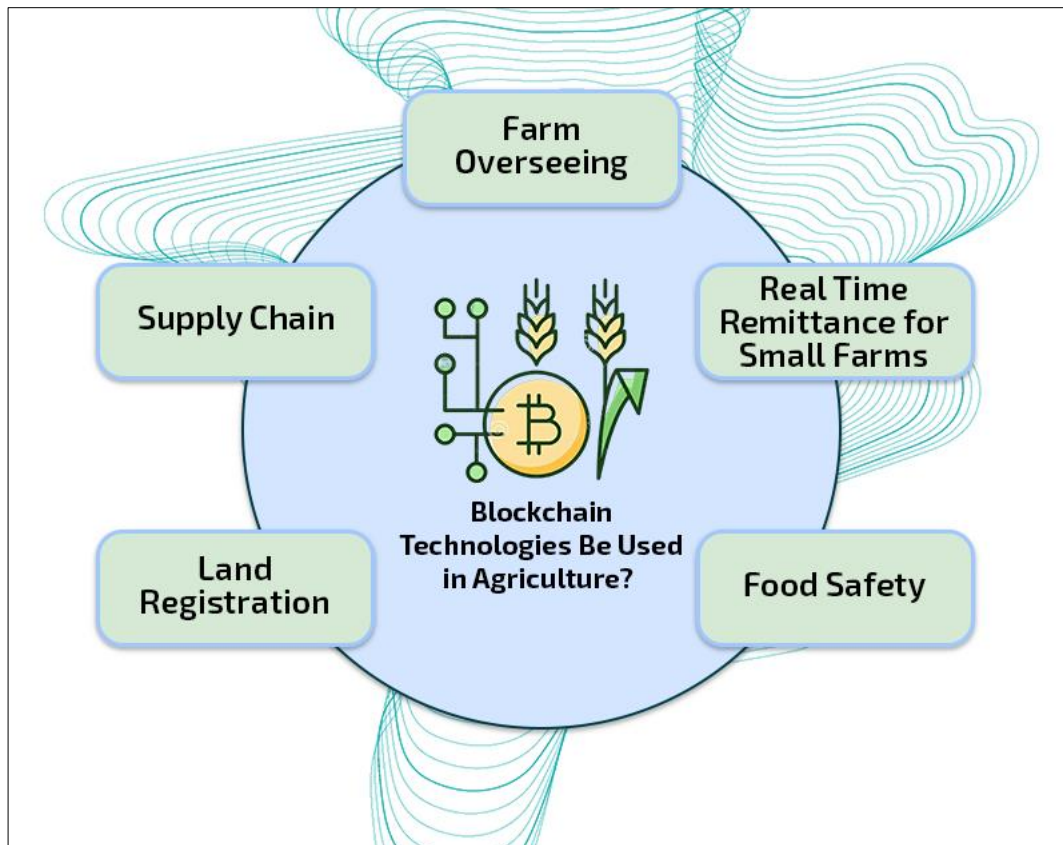 Farm
Overseeing
Supply Chain
Real Time
Remittance for
Small Farms
Blockchain
Technologies Be Used
in Agriculture?
Land
Registration
Food Safety